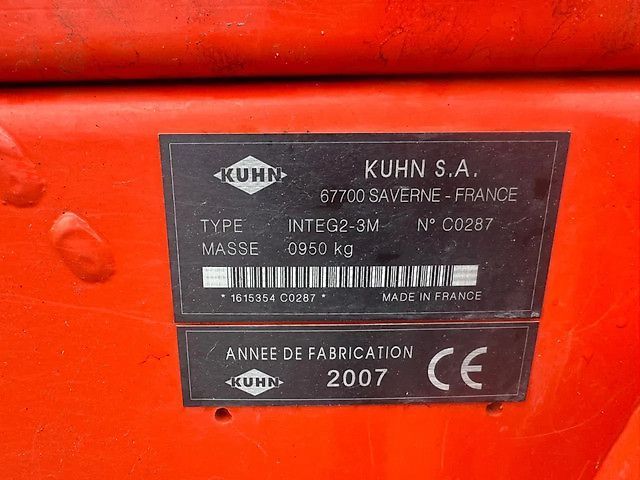 KUHN
KUHN S.A.
67700 SAVERNE - FRANCE
TYPE INTEG2-3M N° C0287
MASSE 0950 kg
* 1615354 C0287 * MADE IN FRANCE
ANNEE DE FABRICATION
KUHN 2007 CE